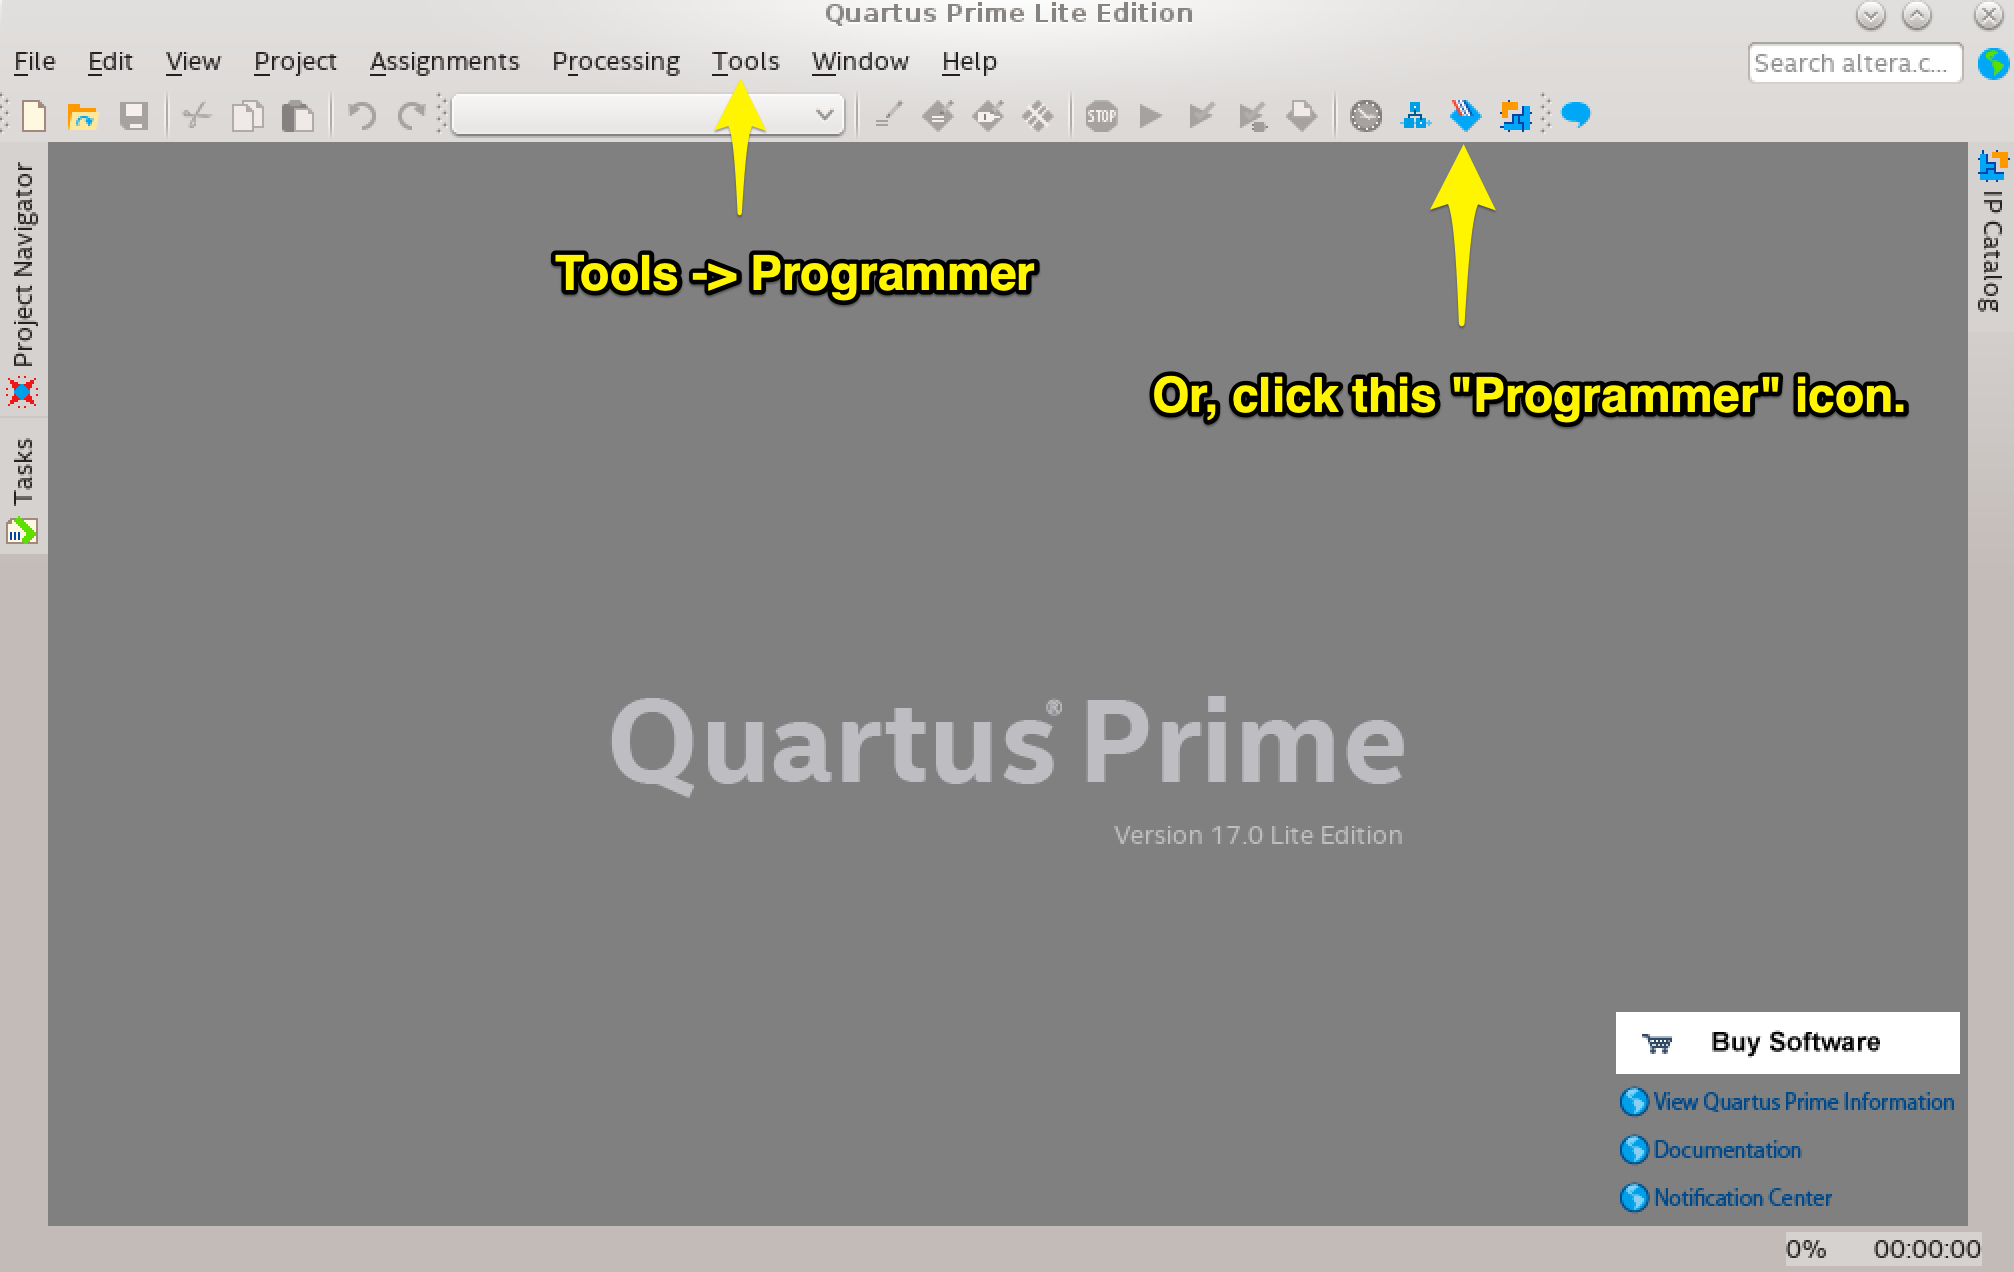 Quartus Prime Lite Edition
File Edit View Project Assignments Processing Tools Window Help
Search altera.c...
STOP
Project Navigator
Tasks
IP Catalog
Tools -> Programmer
Or, click this "Programmer" icon.
Quartus® Prime
Version 17.0 Lite Edition
Buy Software
View Quartus Prime Information
Documentation
Notification Center
0% 00:00:00